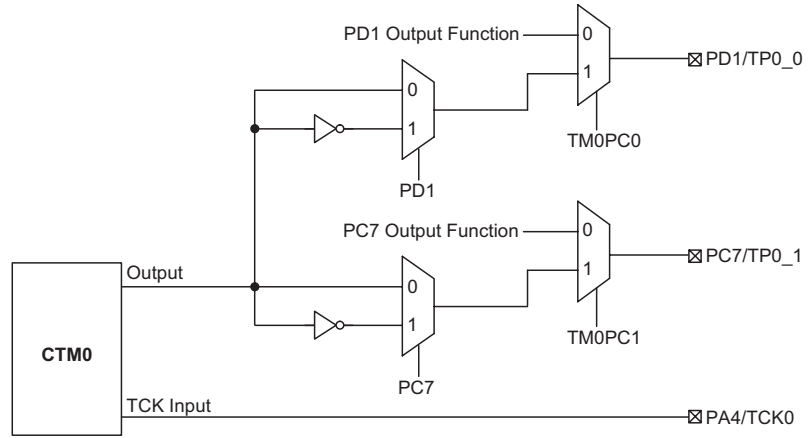 PD1 Output Function
0
1
TM0PC0
PD1/TP0_0
0
1
PD1
PC7 Output Function
0
1
TM0PC1
PC7/TP0_1
Output
0
1
PC7
CTM0
TCK Input
PA4/TCK0